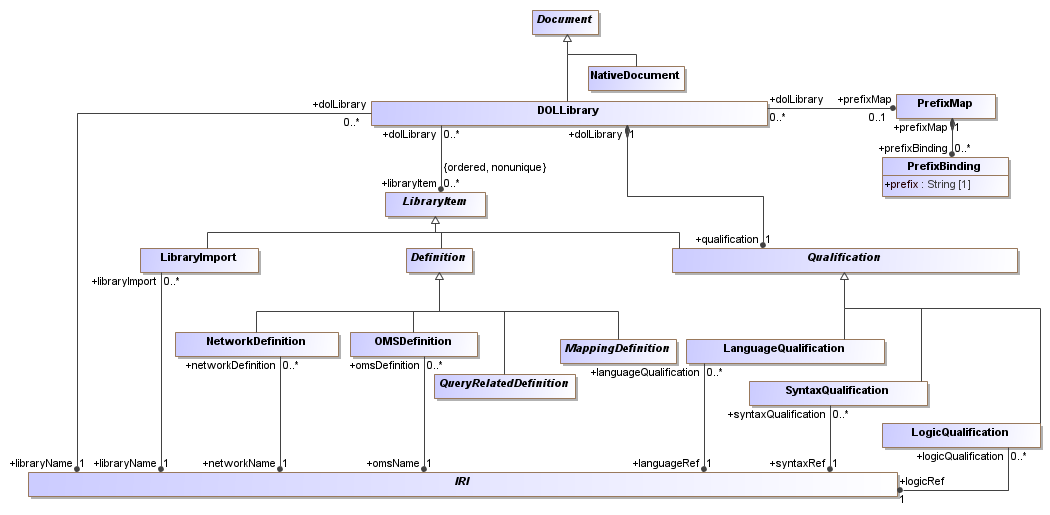 Document
NativeDocument
+dolLibrary
0..*
DOLLibrary
+dolLibrary
0..*
+prefixMap
0..1
PrefixMap
+dolLibrary 0..*
+dolLibrary 1
+prefixMap 1
+prefixBinding 0..*
PrefixBinding
+prefix : String [1]
{ordered, nonunique}
+libraryItem 0..*
LibraryItem
+qualification 1
LibraryImport
Definition
Qualification
+libraryImport 0..*
NetworkDefinition
OMSDefinition
MappingDefinition
LanguageQualification
+networkDefinition 0..*
+omsDefinition 0..*
+languageQualification 0..*
QueryRelatedDefinition
SyntaxQualification
+syntaxQualification 0..*
LogicQualification
+logicQualification 0..*
+libraryName 1
+libraryName 1
+networkName 1
+omsName 1
+languageRef 1
+syntaxRef 1
IRI
+logicRef
1